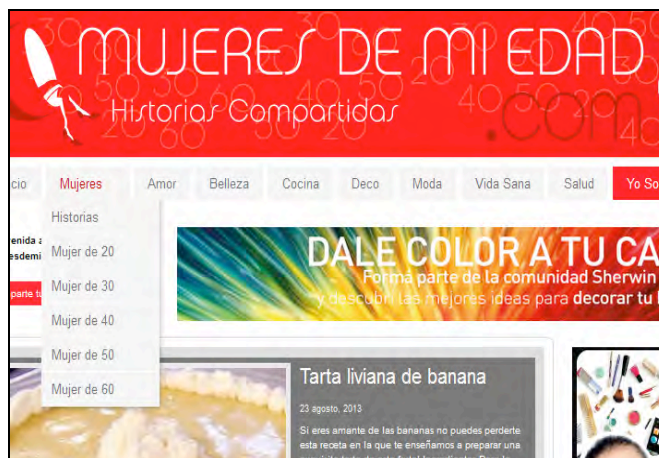 MUJERES DE MI EDAD
Historias Compartidas
.com
cio Mujeres Amor Belleza Cocina Deco Moda Vida Sana Salud Yo So
Historias
Mujer de 20
Mujer de 30
Mujer de 40
Mujer de 50
Mujer de 60
venida a
esdemi
parte tu
DALE COLOR A TU CA
Formá parte de la comunidad Sherwin
y descubrí las mejores ideas para decorar tu
Tarta liviana de banana
23 agosto, 2013
Si eres amante de las bananas no puedes perderte
esta receta en la que te enseñamos a preparar una